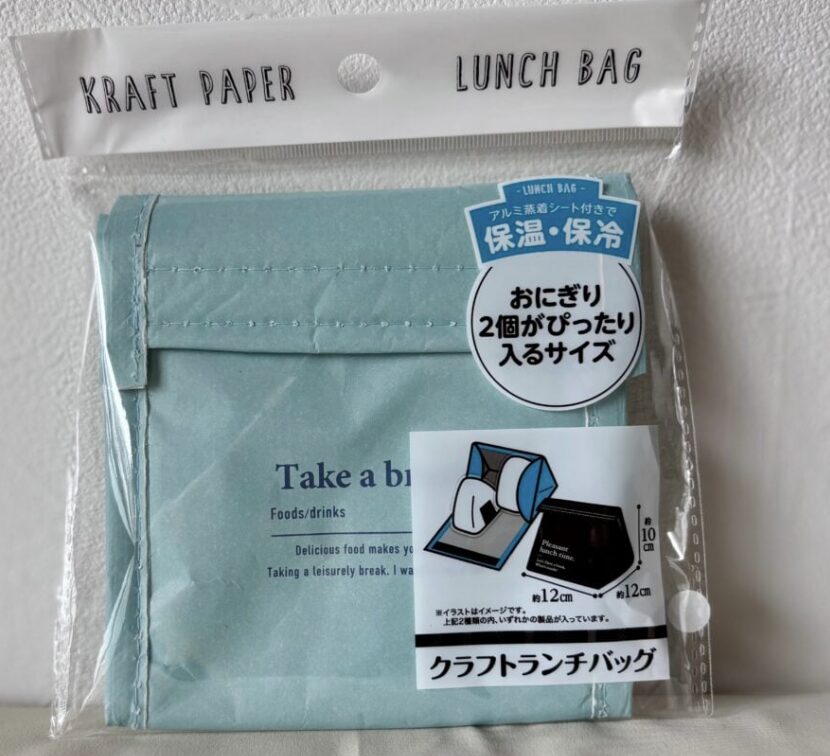 KRAFT PAPER LUNCH BAG
- LUNCH BAG -
アルミ蒸着シート付きで
保温・保冷
おにぎり
2個がぴったり
入るサイズ
Take a
Foods/drinks
Delicious food makes
Taking a leisurely break. I
Pleasant
lunch time.
約10cm
約12cm
約12cm
※イラストはイメージです。
上記2種類の内、いずれかの製品が入っています。
クラフトランチバッグ